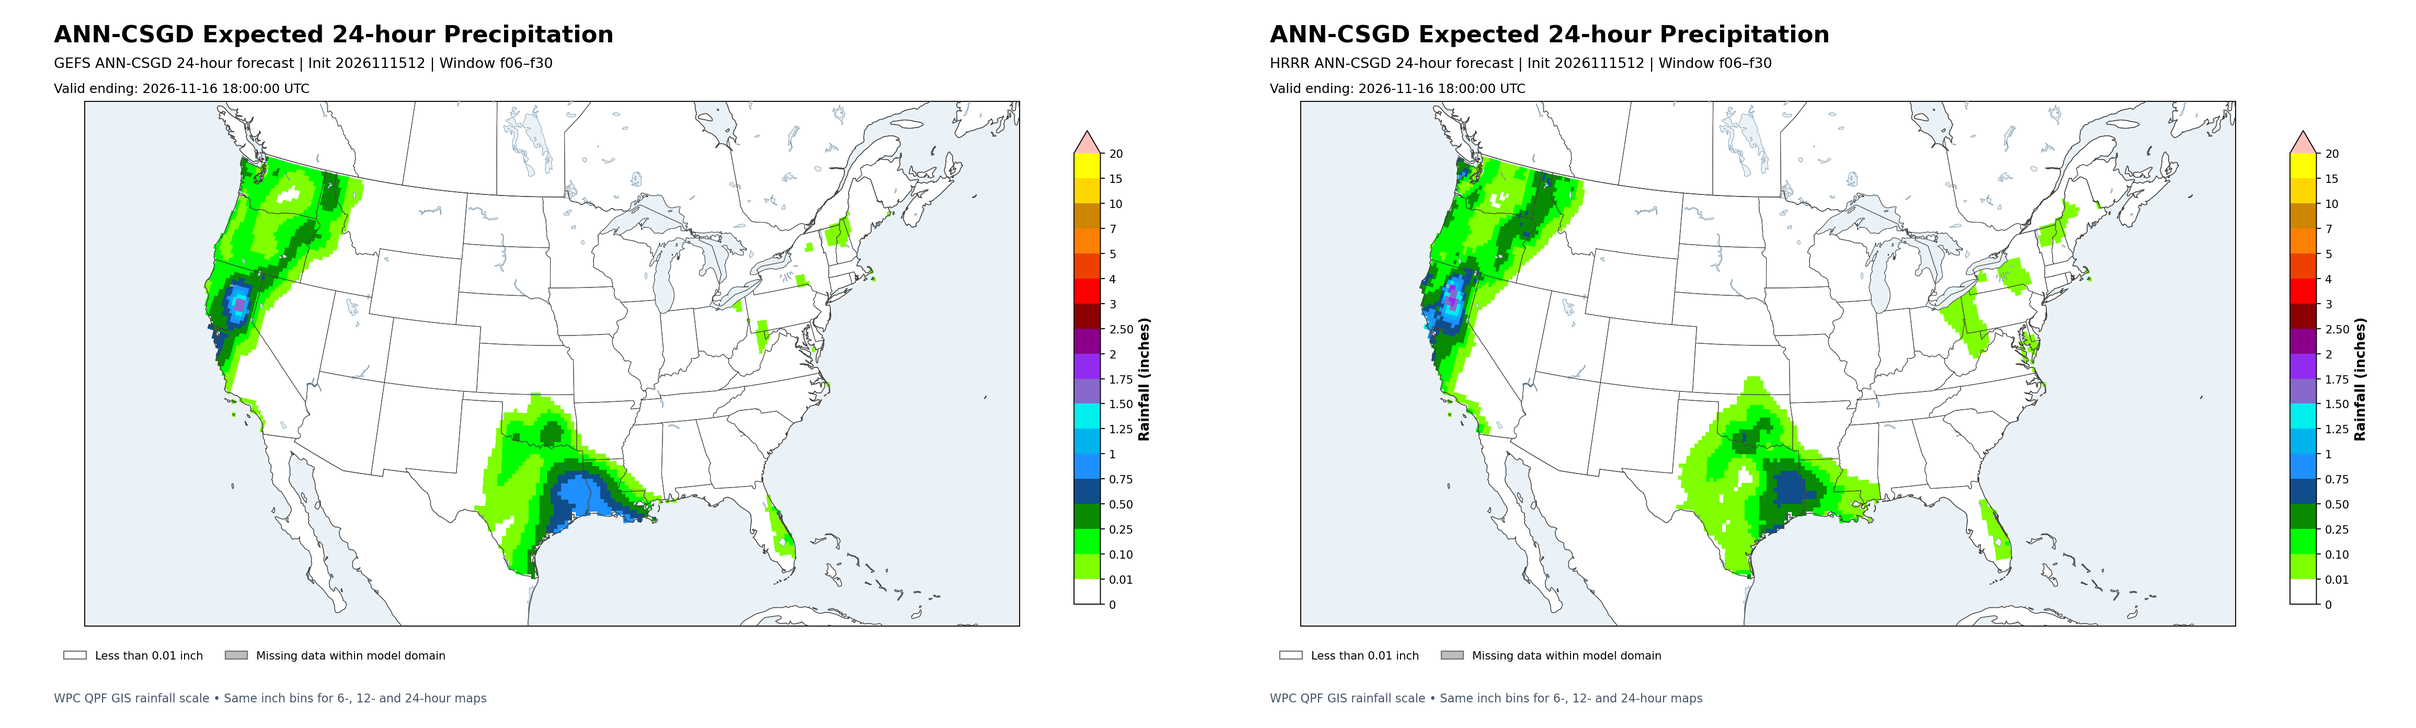 ANN-CSGD Expected 24-hour Precipitation
GEFS ANN-CSGD 24-hour forecast | Init 2026111512 | Window f06–f30
Valid ending: 2026-11-16 18:00:00 UTC
20
15
10
7
5
4
3
2.50
2
1.75
1.50
1.25
1
0.75
0.50
0.25
0.10
0.01
0
Rainfall (inches)
Less than 0.01 inch
Missing data within model domain
WPC QPF GIS rainfall scale • Same inch bins for 6-, 12- and 24-hour maps
ANN-CSGD Expected 24-hour Precipitation
HRRR ANN-CSGD 24-hour forecast | Init 2026111512 | Window f06–f30
Valid ending: 2026-11-16 18:00:00 UTC
20
15
10
7
5
4
3
2.50
2
1.75
1.50
1.25
1
0.75
0.50
0.25
0.10
0.01
0
Rainfall (inches)
Less than 0.01 inch
Missing data within model domain
WPC QPF GIS rainfall scale • Same inch bins for 6-, 12- and 24-hour maps